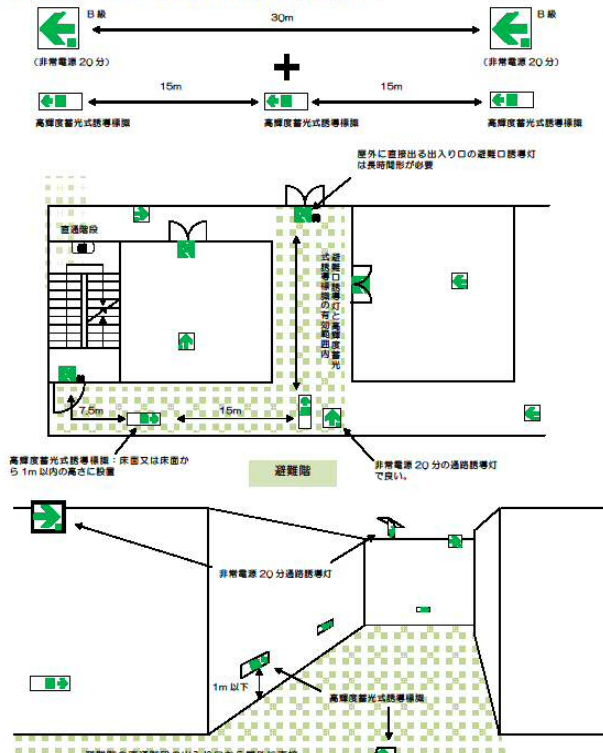 B級
30m
B級
(非常電源20分)
(非常電源20分)
15m
15m
高輝度蓄光式誘導標識
高輝度蓄光式誘導標識
高輝度蓄光式誘導標識
屋外に直接出る出入り口の避難口誘導灯
は長時間形が必要
直通階段
避難口誘導灯と高輝度蓄光
式誘導標識の有効範囲内
7.5m
15m
高輝度蓄光式誘導標識：床面又は床面か
ら1m以内の高さに設置
避難階
非常電源20分の通路誘導灯
で良い。
非常電源20分通路誘導灯
1m以下
高輝度蓄光式誘導標識